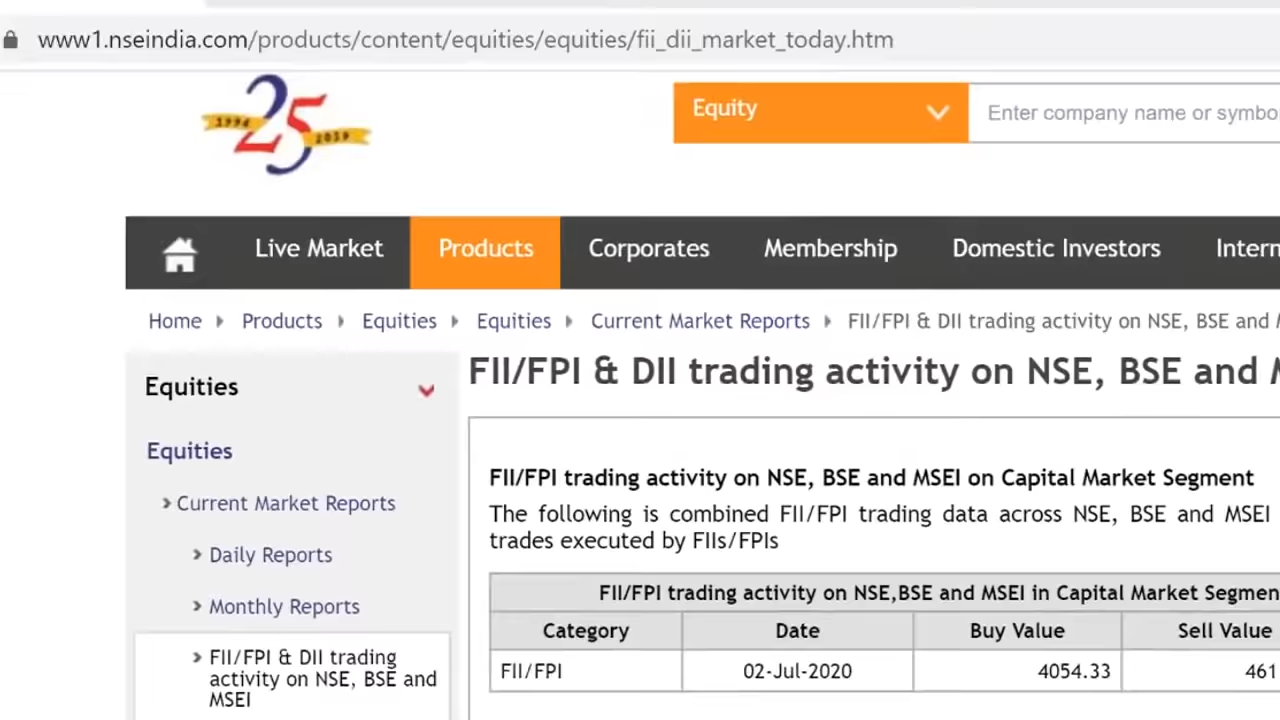 www1.nseindia.com/products/content/equities/equities/fii_dii_market_today.htm
1994 25 2019
Equity
Enter company name or symbo
Live Market Products Corporates Membership Domestic Investors Intern
Home Products Equities Equities Current Market Reports FII/FPI & DII trading activity on NSE, BSE and
FII/FPI & DII trading activity on NSE, BSE and
Equities
Equities
Current Market Reports
Daily Reports
Monthly Reports
FII/FPI & DII trading
activity on NSE, BSE and
MSEI
FII/FPI trading activity on NSE, BSE and MSEI on Capital Market Segment
The following is combined FII/FPI trading data across NSE, BSE and MSEI
trades executed by FIIs/FPIs
FII/FPI trading activity on NSE,BSE and MSEI in Capital Market Segmen
Category Date Buy Value Sell Value
FII/FPI 02-Jul-2020 4054.33 461